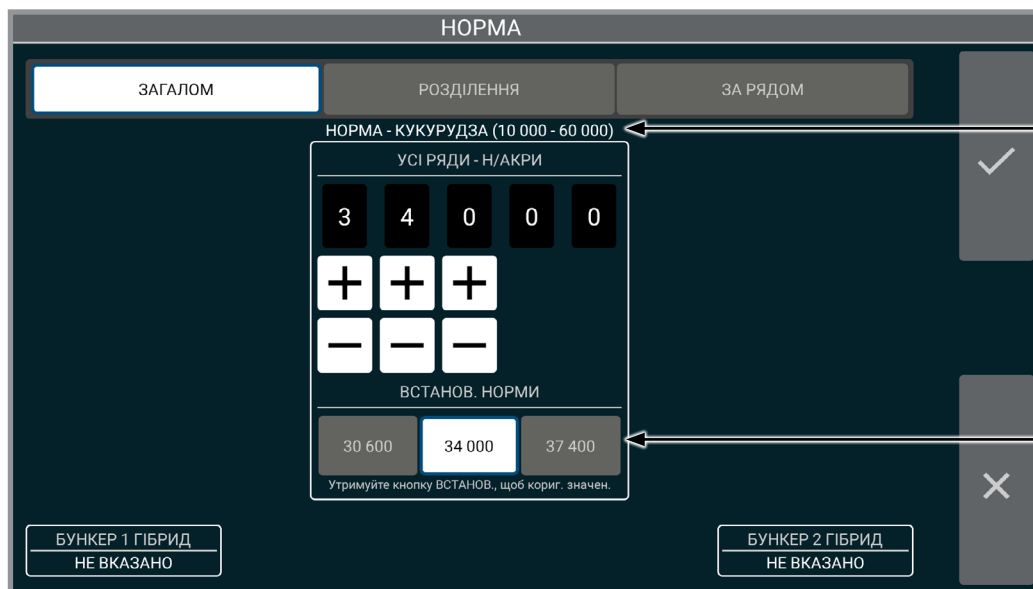 НОРМА
ЗАГАЛОМ
РОЗДІЛЕННЯ
ЗА РЯДОМ
НОРМА - КУКУРУДЗА (10 000 - 60 000)
УСІ РЯДИ - Н/АКРИ
3 4 0 0 0
+ + +
− − −
ВСТАНОВ. НОРМИ
30 600 34 000 37 400
Утримуйте кнопку ВСТАНОВ., щоб кориг. значен.
БУНКЕР 1 ГІБРИД
НЕ ВКАЗАНО
БУНКЕР 2 ГІБРИД
НЕ ВКАЗАНО